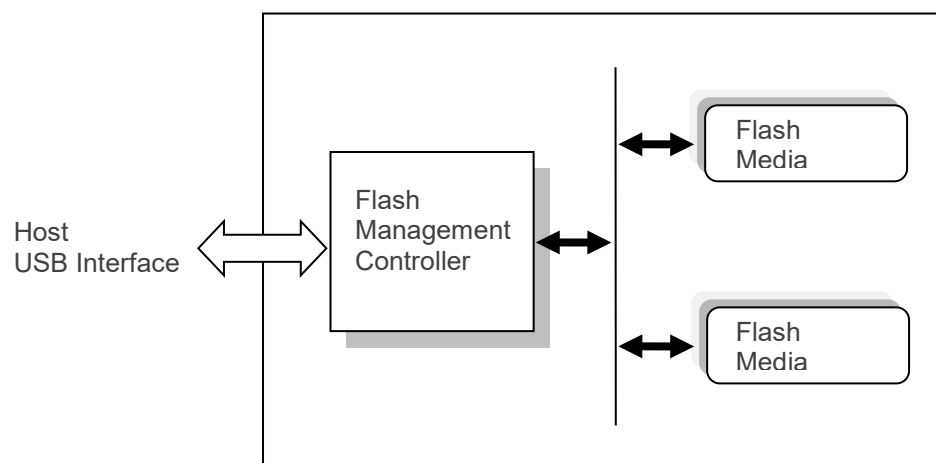 Host
USB Interface
Flash
Management
Controller
Flash
Media
Flash
Media